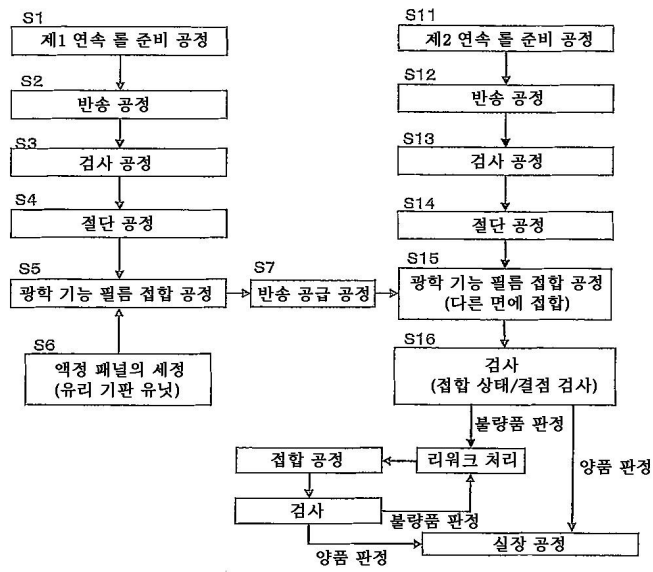 S1
제1 연속 롤 준비 공정
S2
반송 공정
S3
검사 공정
S4
절단 공정
S5
광학 기능 필름 접합 공정
S6
액정 패널의 세정
(유리 기판 유닛)
S7
반송 공급 공정
S11
제2 연속 롤 준비 공정
S12
반송 공정
S13
검사 공정
S14
절단 공정
S15
광학 기능 필름 접합 공정
(다른 면에 접합)
S16
검사
(접합 상태/결점 검사)
불량품 판정
양품 판정
리워크 처리
접합 공정
검사
불량품 판정
양품 판정
실장 공정